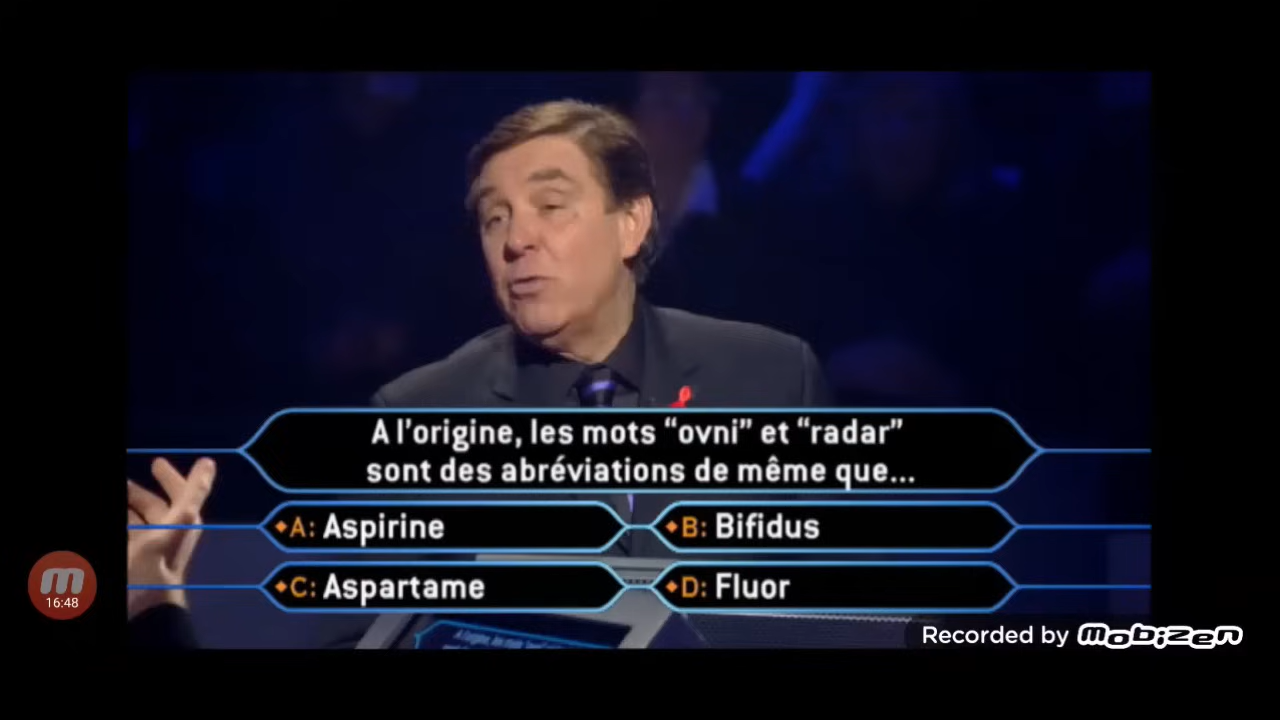 A l'origine, les mots "ovni" et "radar"
sont des abréviations de même que...
A: Aspirine
B: Bifidus
C: Aspartame
D: Fluor
16:48
Recorded by Mobizen